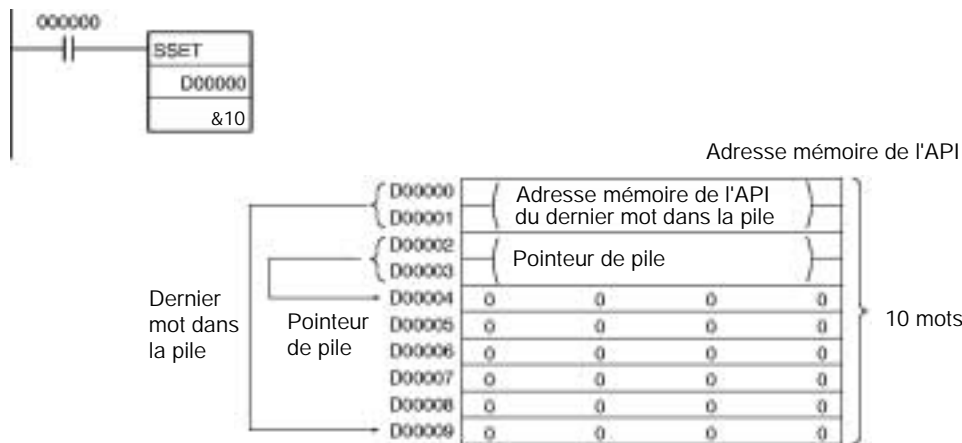 000000
SSET
D00000
&10
Adresse mémoire de l'API
D00000
Adresse mémoire de l'API
D00001
du dernier mot dans la pile
D00002
Pointeur de pile
D00003
D00004 0 0 0 0
D00005 0 0 0 0
D00006 0 0 0 0
D00007 0 0 0 0
D00008 0 0 0 0
D00009 0 0 0 0
Dernier
mot dans
la pile
Pointeur
de pile
10 mots